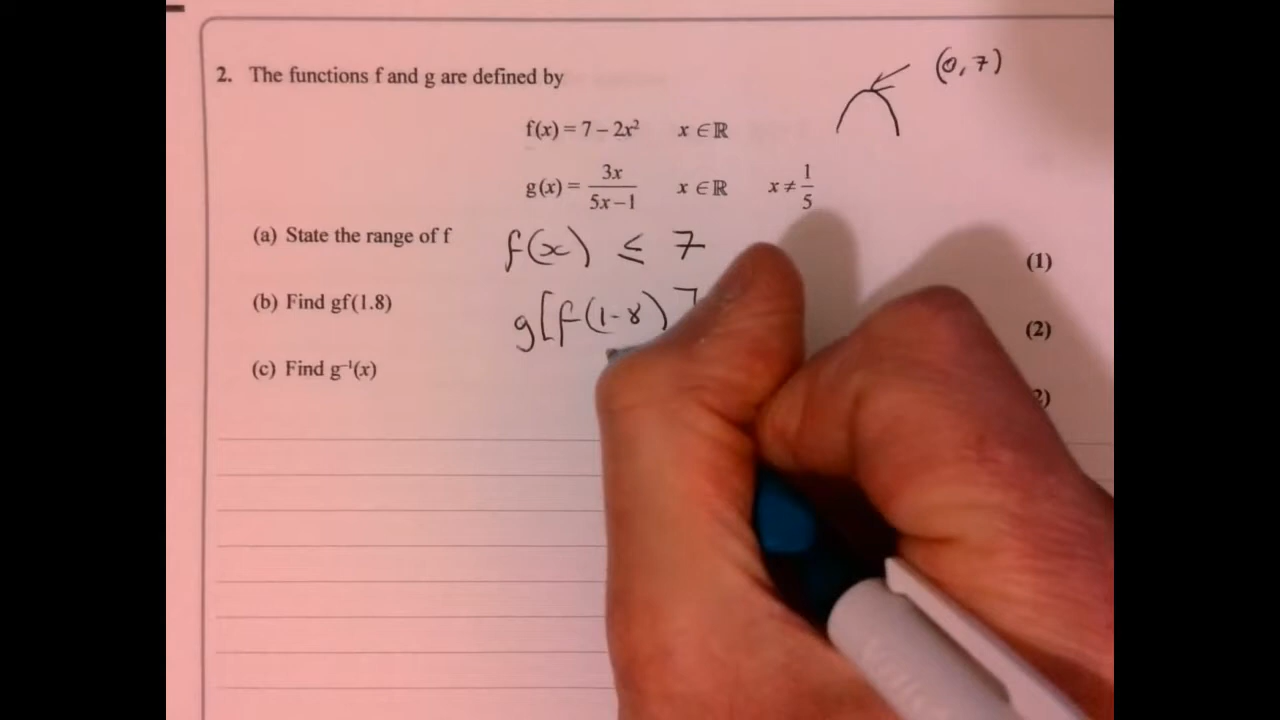 (0,7)
2. The functions f and g are defined by
f(x) = 7 – 2x² x ∈ ℝ
g(x) = 3x/(5x – 1) x ∈ ℝ x ≠ 1/5
(a) State the range of f f(x) ≤ 7
(1)
(b) Find gf(1.8) g[f(1-8)]
(2)
(c) Find g⁻¹(x)